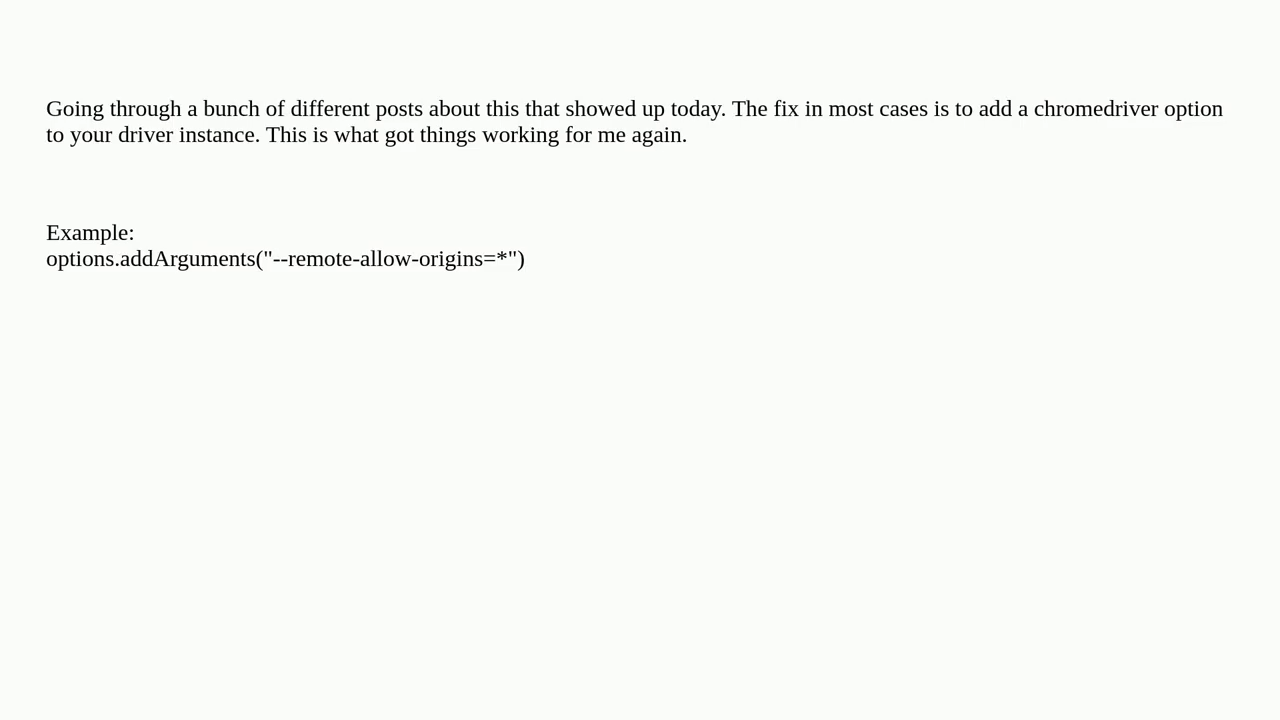 Going through a bunch of different posts about this that showed up today. The fix in most cases is to add a chromedriver option
to your driver instance. This is what got things working for me again.
Example:
options.addArguments("--remote-allow-origins=*")